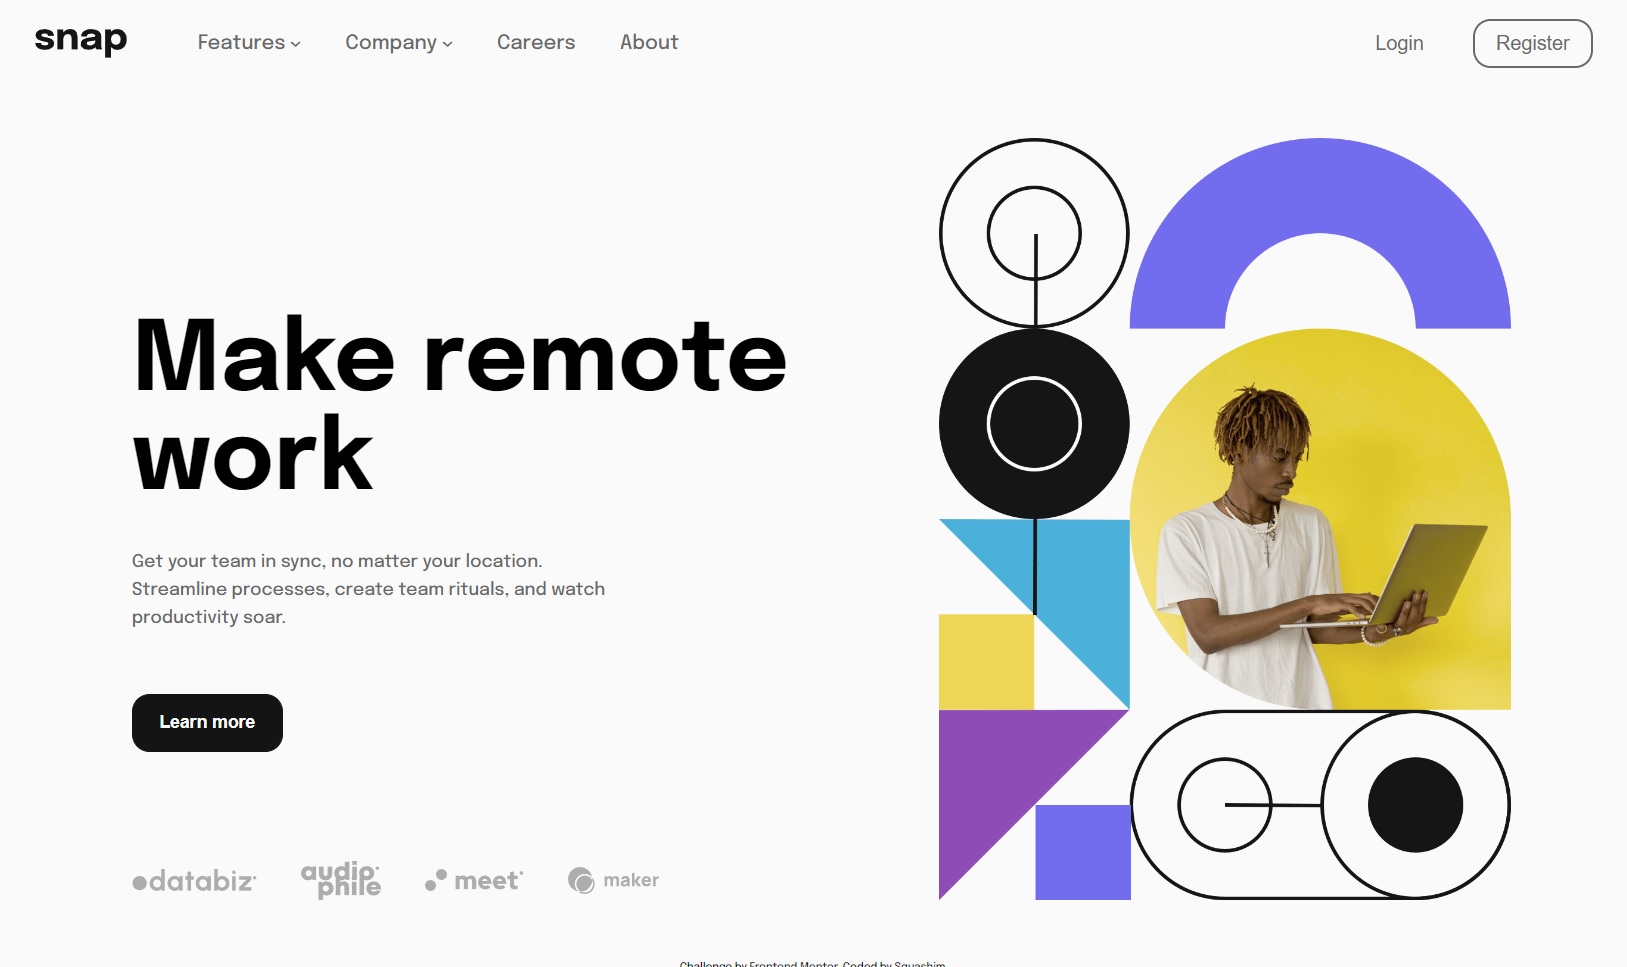 snap
Features
Company
Careers
About
Login
Register
Make remote
work
Get your team in sync, no matter your location.
Streamline processes, create team rituals, and watch
productivity soar.
Learn more
databiz
audio
phile
meet
maker
Challenge by Frontend Mentor. Coded by Squashim.